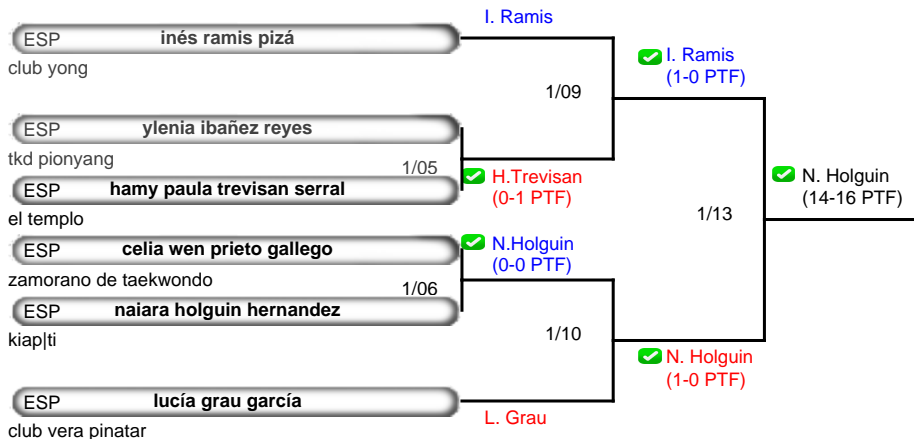 I. Ramis
ESP inés ramis pizá
club yong
I. Ramis
(1-0 PTF)
1/09
ESP ylenia ibañez reyes
tkd pionyang
1/05
ESP hamy paula trevisan serral
el templo
H.Trevisan
(0-1 PTF)
N. Holguin
(14-16 PTF)
1/13
ESP celia wen prieto gallego
zamorano de taekwondo
N.Holguin
(0-0 PTF)
1/06
ESP naiara holguin hernandez
kiap|ti
1/10
N. Holguin
(1-0 PTF)
ESP lucía grau garcía
club vera pinatar
L. Grau